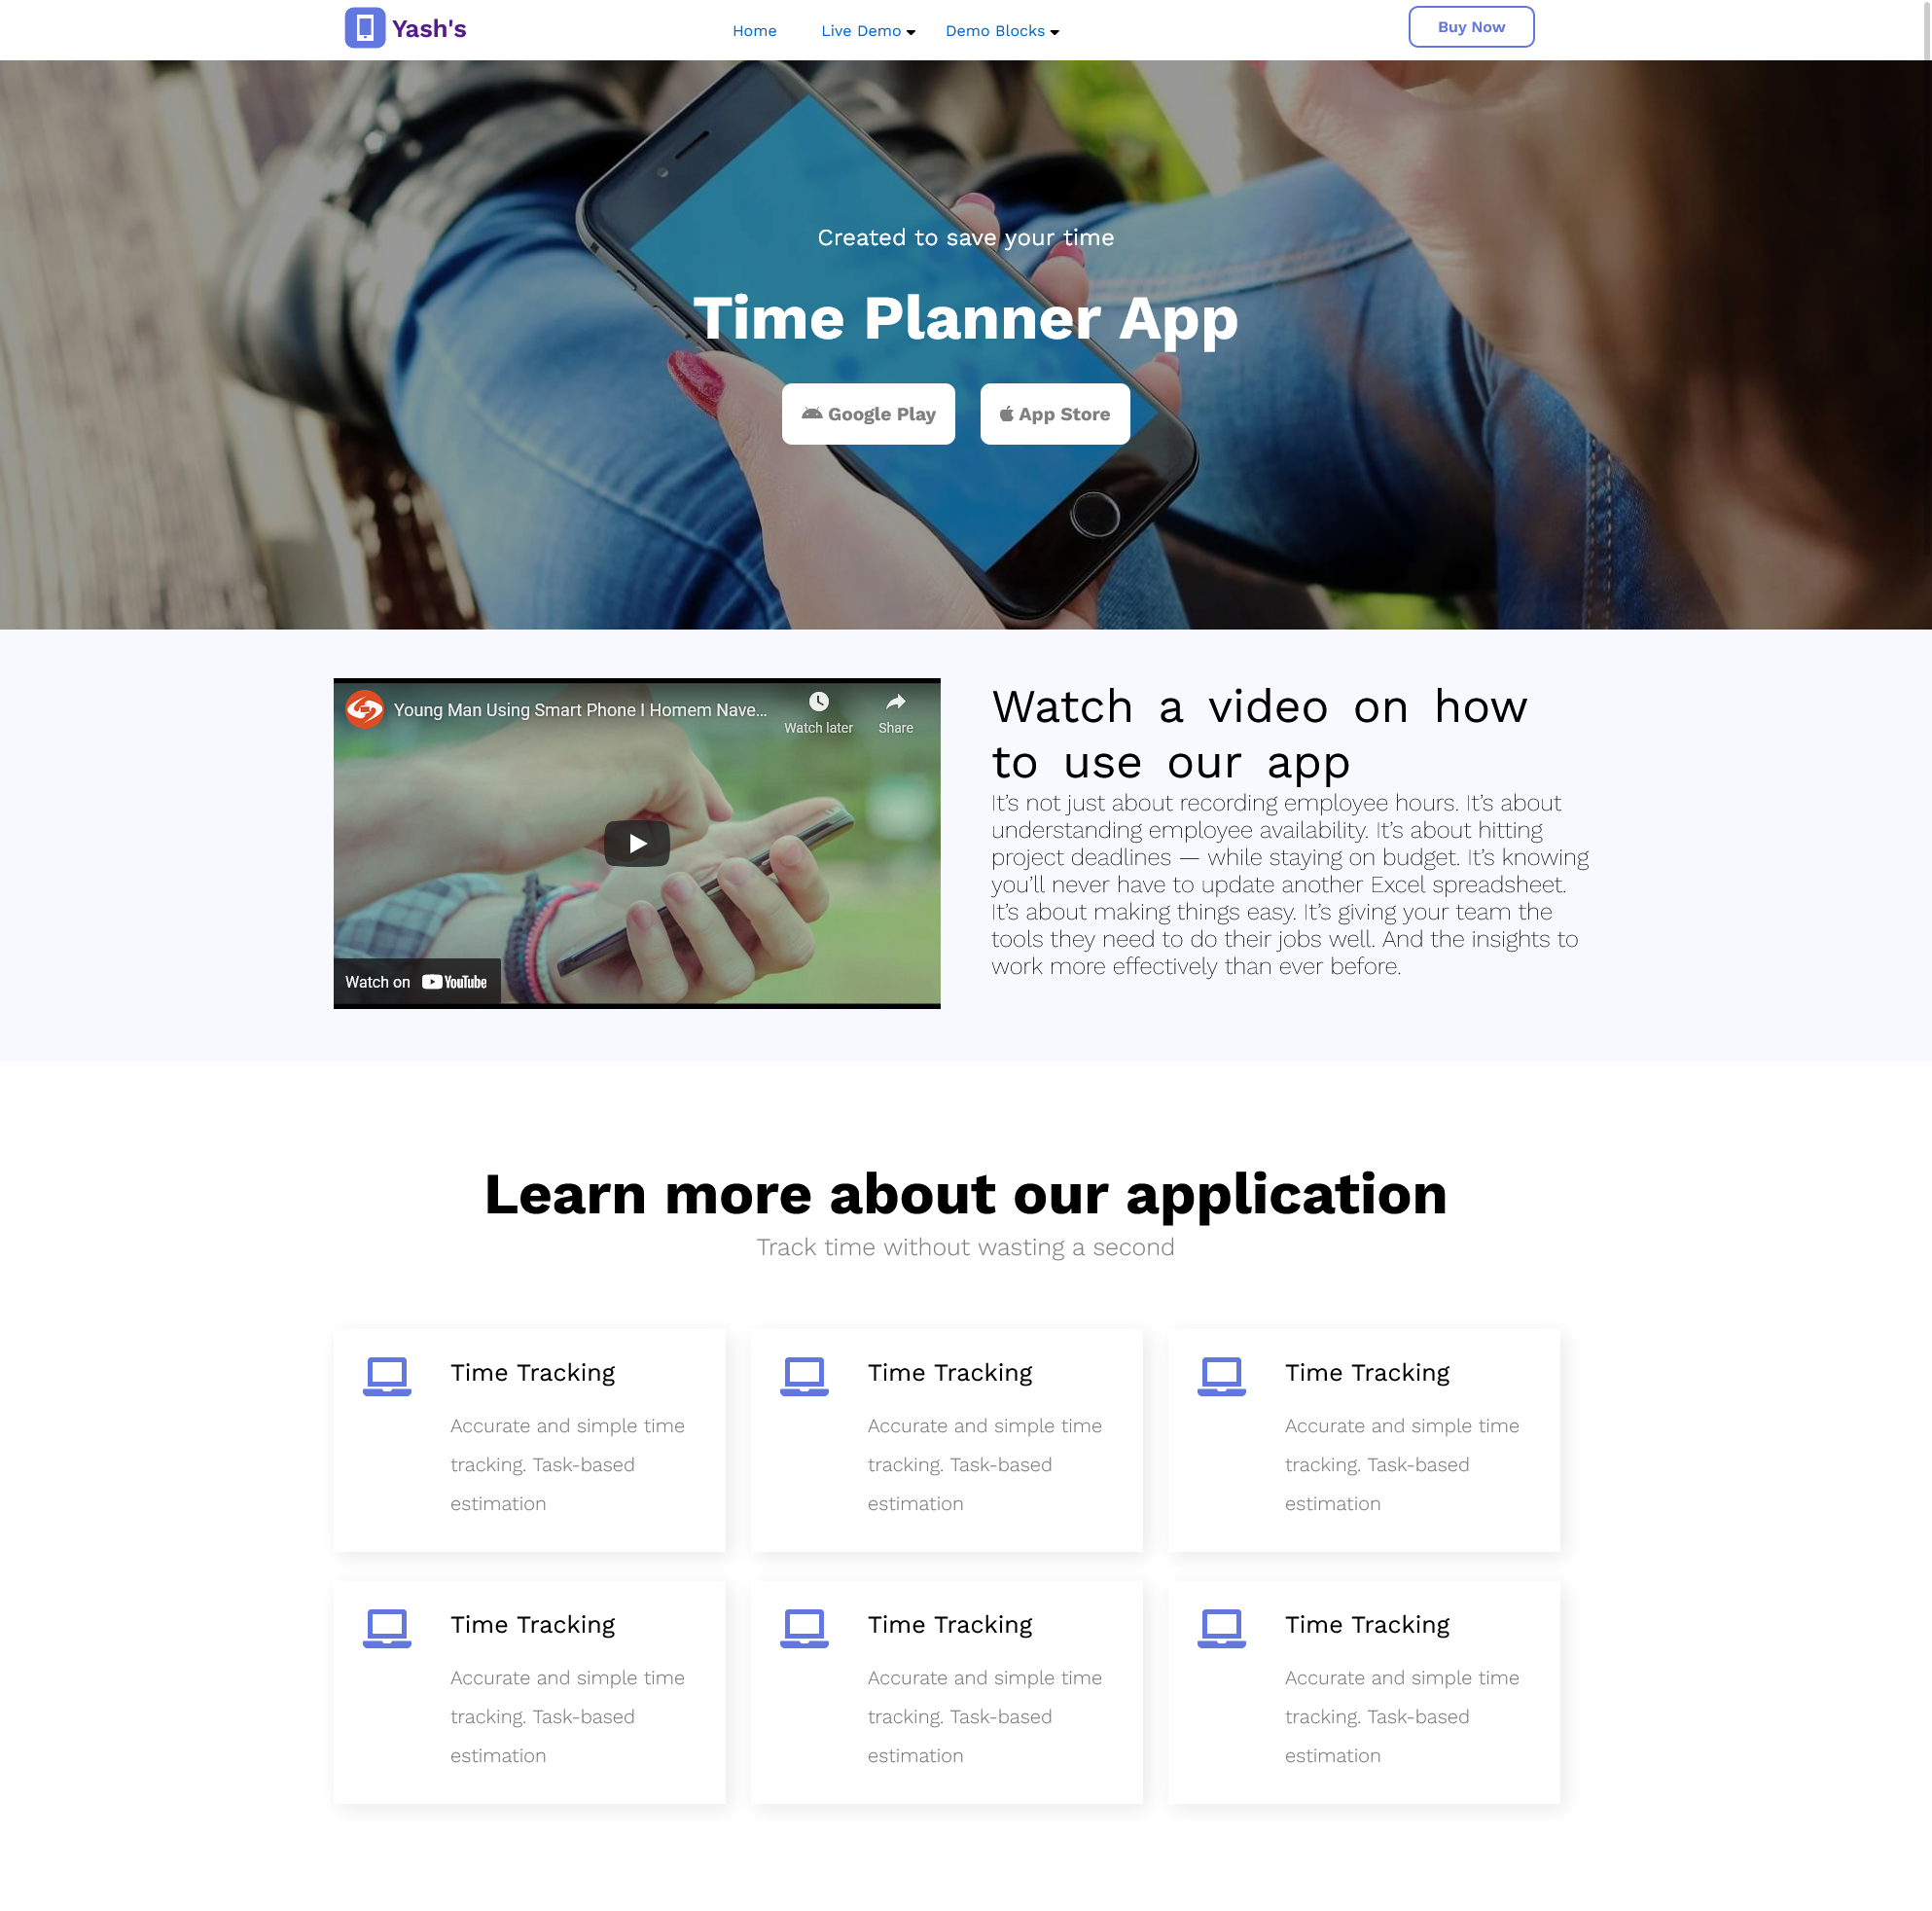 Yash's
Home
Live Demo
Demo Blocks
Buy Now
Created to save your time
Time Planner App
Google Play
App Store
Young Man Using Smart Phone I Homem Nave...
Watch later
Share
Watch on YouTube
Watch a video on how
to use our app
It’s not just about recording employee hours. It’s about
understanding employee availability. It’s about hitting
project deadlines — while staying on budget. It’s knowing
you’ll never have to update another Excel spreadsheet.
It’s about making things easy. It’s giving your team the
tools they need to do their jobs well. And the insights to
work more effectively than ever before.
Learn more about our application
Track time without wasting a second
Time Tracking
Accurate and simple time
tracking. Task-based
estimation
Time Tracking
Accurate and simple time
tracking. Task-based
estimation
Time Tracking
Accurate and simple time
tracking. Task-based
estimation
Time Tracking
Accurate and simple time
tracking. Task-based
estimation
Time Tracking
Accurate and simple time
tracking. Task-based
estimation
Time Tracking
Accurate and simple time
tracking. Task-based
estimation